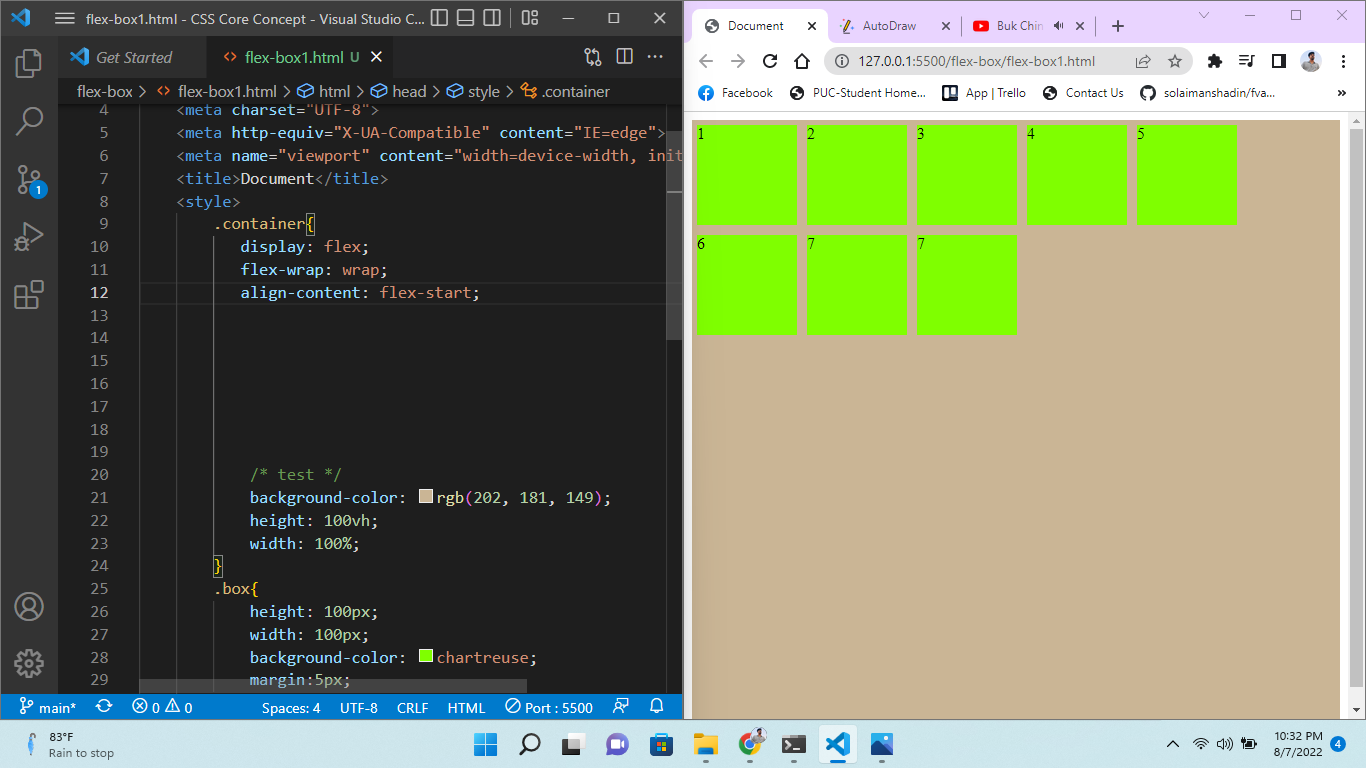 flex-box1.html - CSS Core Concept - Visual Studio C...
Get Started
flex-box1.html U
flex-box > flex-box1.html > html > head > style > .container
4 <meta charset="UTF-8">
5 <meta http-equiv="X-UA-Compatible" content="IE=edge">
6 <meta name="viewport" content="width=device-width, init
7 <title>Document</title>
8 <style>
9 .container{
10 display: flex;
11 flex-wrap: wrap;
12 align-content: flex-start;
13
14
15
16
17
18
19
20 /* test */
21 background-color: rgb(202, 181, 149);
22 height: 100vh;
23 width: 100%;
24 }
25 .box{
26 height: 100px;
27 width: 100px;
28 background-color: chartreuse;
29 margin:5px;
1
main*
0
0
Spaces: 4
UTF-8
CRLF
HTML
Port : 5500
Document
AutoDraw
Buk Chin
127.0.0.1:5500/flex-box/flex-box1.html
Facebook
PUC-Student Home...
App | Trello
Contact Us
solaimanshadin/fva...
»
1
2
3
4
5
6
7
7
83°F
Rain to stop
10:32 PM
8/7/2022
4